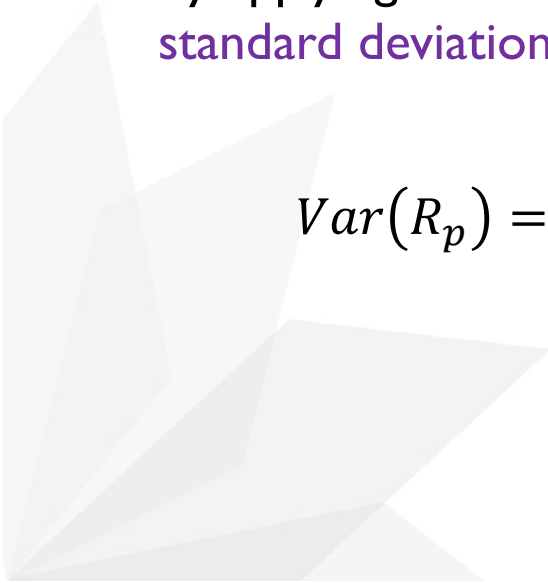 standard deviation
Var(R_p) =